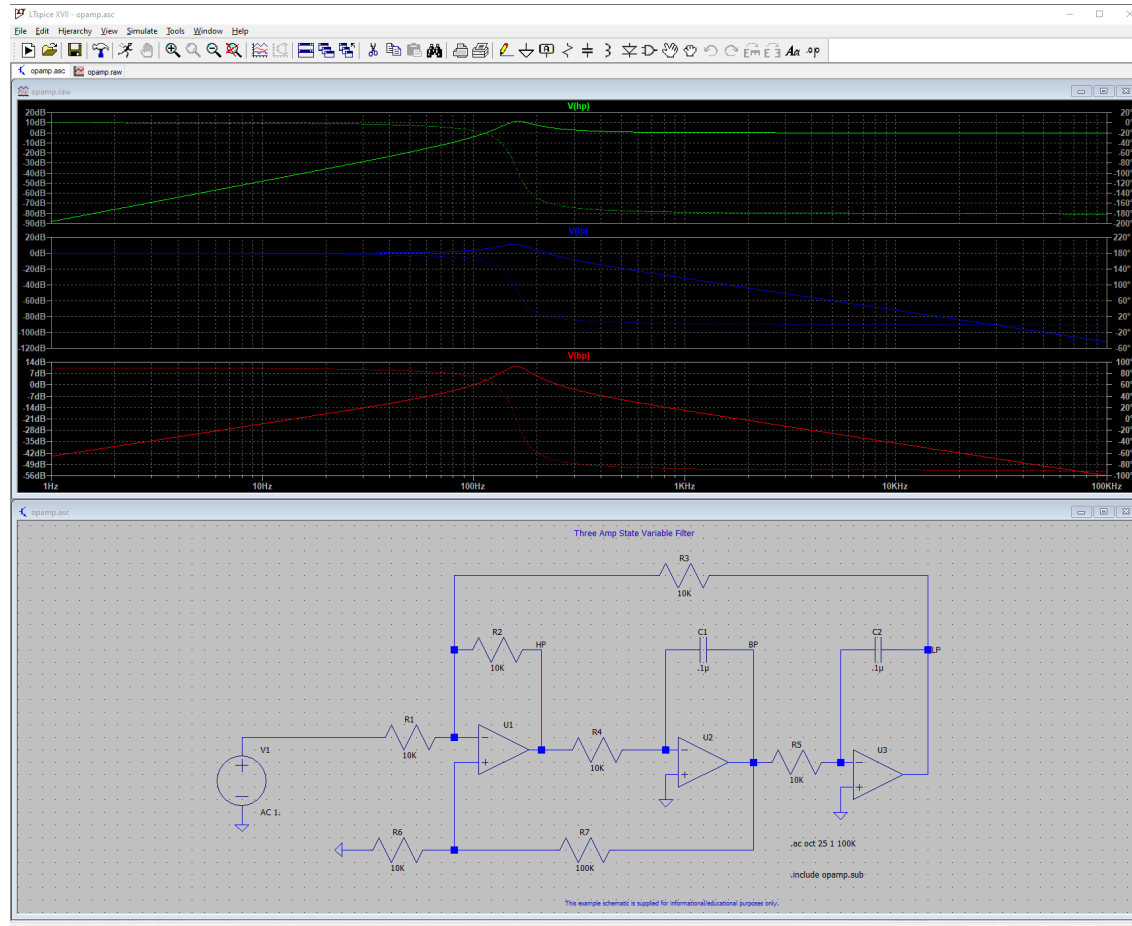 LTspice XVII - opamp.asc
File Edit Hierarchy View Simulate Tools Window Help
opamp.asc opamp.raw
opamp.raw
V(hp)
20dB 20°
10dB 0°
0dB -20°
-10dB -40°
-20dB -60°
-30dB -80°
-40dB -100°
-50dB -120°
-60dB -140°
-70dB -160°
-80dB -180°
-90dB -200°
V(lp)
20dB 220°
0dB 180°
-20dB 140°
-40dB 100°
-60dB 60°
-80dB 20°
-100dB -20°
-120dB -60°
V(bp)
14dB 100°
7dB 80°
0dB 60°
-7dB 40°
-14dB 20°
-21dB 0°
-28dB -20°
-35dB -40°
-42dB -60°
-49dB -80°
-56dB -100°
1Hz 10Hz 100Hz 1KHz 10KHz 100KHz
opamp.asc
Three Amp State Variable Filter
R3
10K
R2 HP C1 BP C2 LP
10K .1µ .1µ
R1 U1 R4 U2 R5 U3
10K 10K 10K
V1
AC 1
R6 R7
10K 100K
.ac oct 25 1 100K
.include opamp.sub
This example schematic is supplied for informational/educational purposes only.